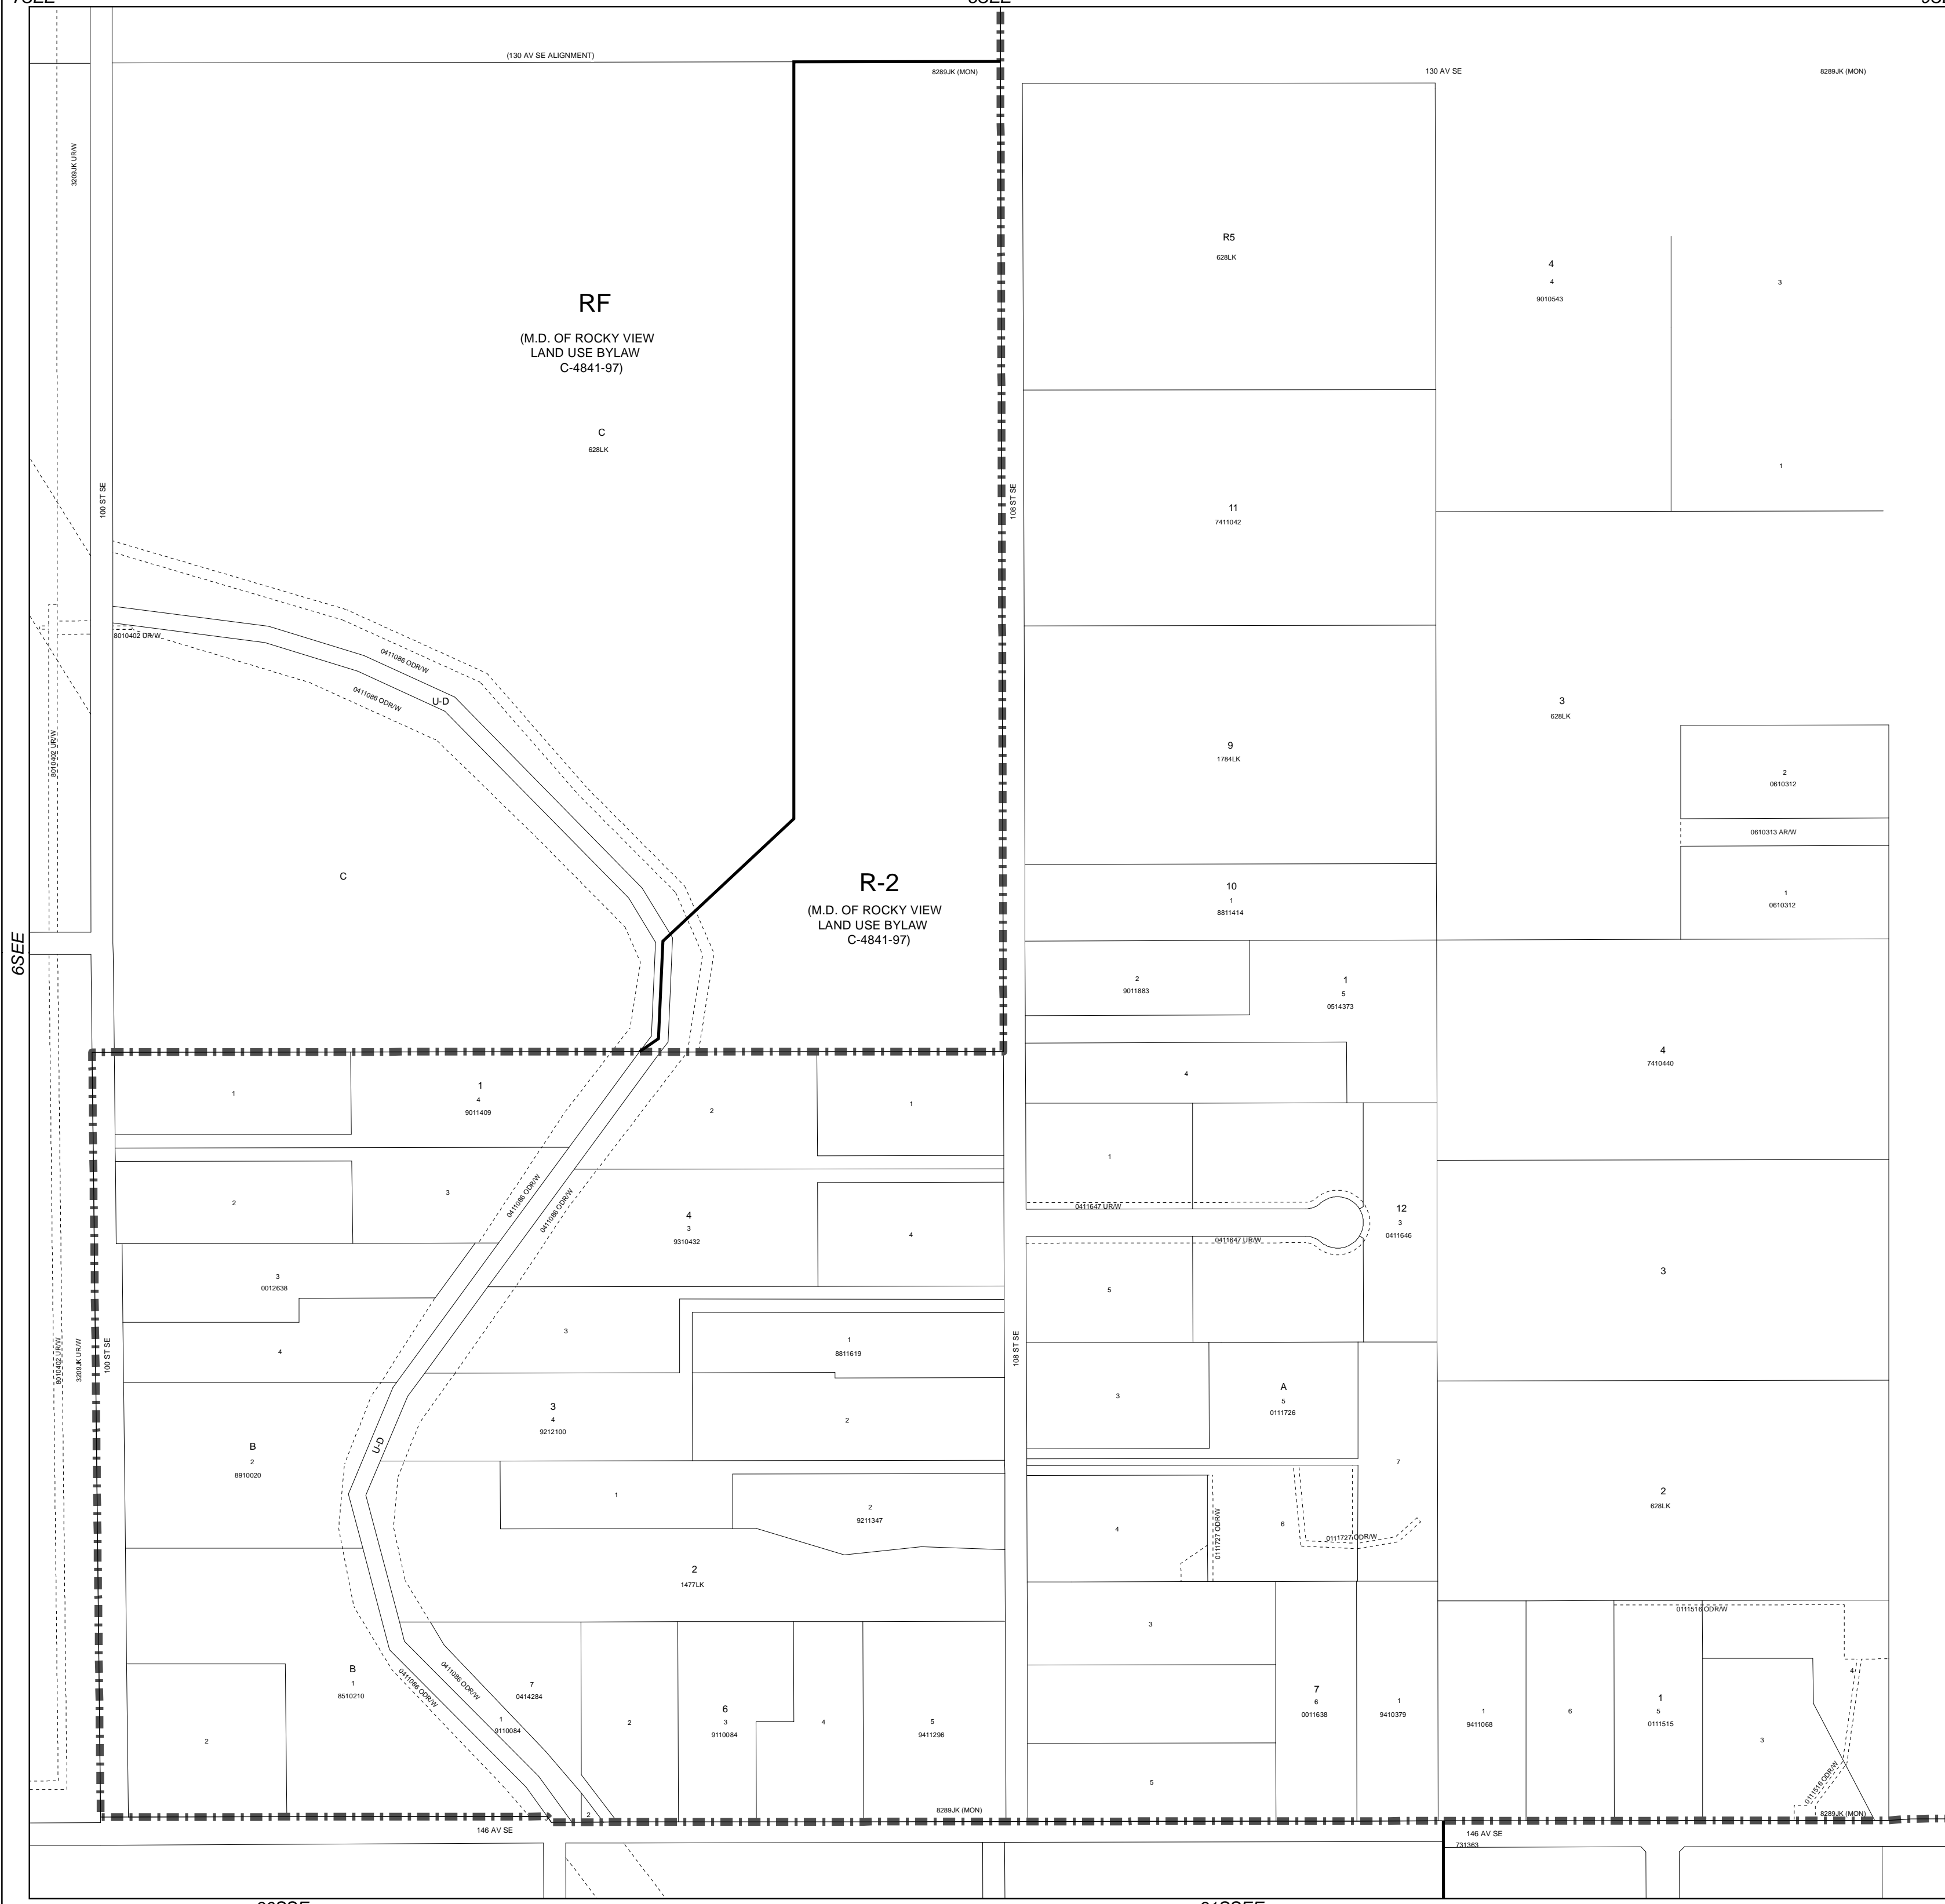 (130 AV SE ALIGNMENT)
8289JK (MON)
130 AV SE
8289JK (MON)
3209JK UR/W
R5
628LK
4
4
9010543
3
RF
(M.D. OF ROCKY VIEW
LAND USE BYLAW
C-4841-97)
C
628LK
1
100 ST SE
108 ST SE
11
7411042
8010402 DR/W
0411086 ODR/W
0411086 ODR/W
U-D
3
628LK
8010402 UR/W
9
1784LK
2
0610312
0610313 AR/W
C
R-2
(M.D. OF ROCKY VIEW
LAND USE BYLAW
C-4841-97)
10
1
8811414
1
0610312
6SEE
2
9011883
1
5
0514373
4
7410440
1
1
4
9011409
2
1
4
1
2
3
0411086 ODR/W
0411086 ODR/W
4
3
9310432
4
0411647 UR/W
0411647 UR/W
12
3
0411646
3
3
0012638
5
4
3
1
8811619
8010402 UR/W
3209JK UR/W
100 ST SE
108 ST SE
3
A
5
0111726
3
4
9212100
2
B
2
8910020
U-D
7
1
2
9211347
4
0111727 ODR/W
6
0111727 ODR/W
2
628LK
2
1477LK
0111516 ODR/W
3
B
1
8510210
0411086 ODR/W
0411086 ODR/W
7
0414284
1
9110084
2
6
3
9110084
4
5
9411296
7
6
0011638
1
9410379
1
9411068
6
1
5
0111515
4
3
2
5
0111516 ODR/W
2
8289JK (MON)
8289JK (MON)
146 AV SE
146 AV SE
731363